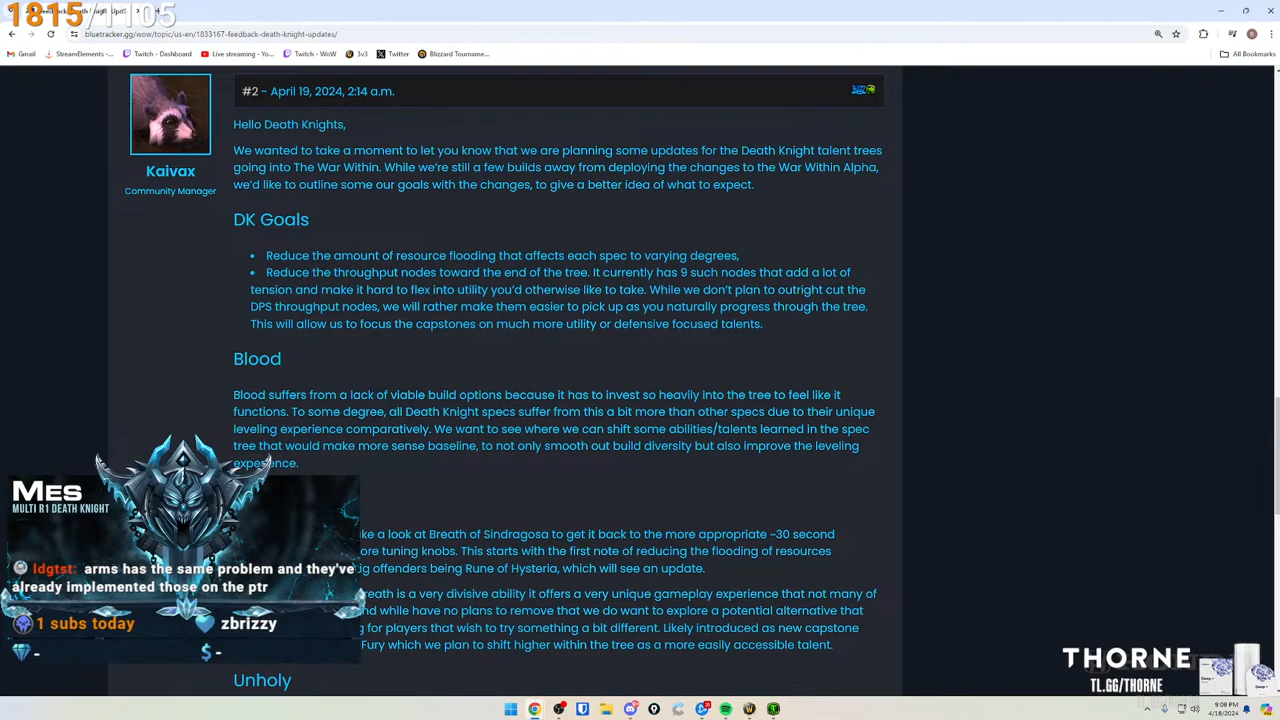 1815/1105
bluetracker.gg/wow/topic/us-en/1833167-feedback-death-knight-updates/
Gmail
StreamElements -...
Twitch - Dashboard
Live streaming - Yo...
Twitch - WoW
3v3
Twitter
Blizzard Tourname...
All Bookmarks
#2 - April 19, 2024, 2:14 a.m.
Kaivax
Community Manager
Hello Death Knights,
We wanted to take a moment to let you know that we are planning some updates for the Death Knight talent trees
going into The War Within. While we're still a few builds away from deploying the changes to the War Within Alpha,
we'd like to outline some our goals with the changes, to give a better idea of what to expect.
DK Goals
• Reduce the amount of resource flooding that affects each spec to varying degrees,
• Reduce the throughput nodes toward the end of the tree. It currently has 9 such nodes that add a lot of
tension and make it hard to flex into utility you'd otherwise like to take. While we don't plan to outright cut the
DPS throughput nodes, we will rather make them easier to pick up as you naturally progress through the tree.
This will allow us to focus the capstones on much more utility or defensive focused talents.
Blood
Blood suffers from a lack of viable build options because it has to invest so heavily into the tree to feel like it
functions. To some degree, all Death Knight specs suffer from this a bit more than other specs due to their unique
leveling experience comparatively. We want to see where we can shift some abilities/talents learned in the spec
tree that would make more sense baseline, to not only smooth out build diversity but also improve the leveling
experience.
ke a look at Breath of Sindragosa to get it back to the more appropriate ~30 second
ore tuning knobs. This starts with the first note of reducing the flooding of resources
ig offenders being Rune of Hysteria, which will see an update.
reath is a very divisive ability it offers a very unique gameplay experience that not many of
nd while have no plans to remove that we do want to explore a potential alternative that
g for players that wish to try something a bit different. Likely introduced as new capstone
Fury which we plan to shift higher within the tree as a more easily accessible talent.
Unholy
MES
MULTI R1 DEATH KNIGHT
ldgtst: arms has the same problem and they've
already implemented those on the ptr
1 subs today
zbrizzy
-
$ -
THORNE
TL.GG/THORNE
9:08 PM
4/18/2024